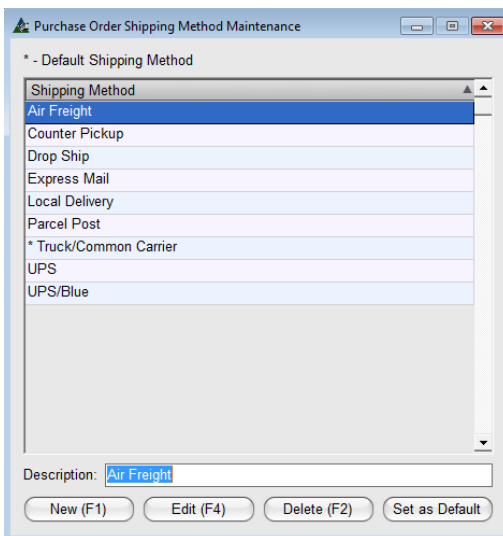 Purchase Order Shipping Method Maintenance
* - Default Shipping Method
Shipping Method
Air Freight
Counter Pickup
Drop Ship
Express Mail
Local Delivery
Parcel Post
* Truck/Common Carrier
UPS
UPS/Blue
Description: Air Freight
New (F1) Edit (F4) Delete (F2) Set as Default